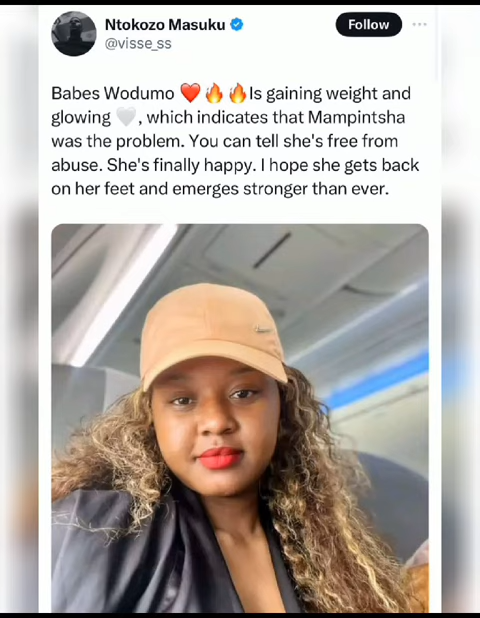 Ntokozo Masuku
Follow
@visse_ss
Babes Wodumo ❤️🔥🔥Is gaining weight and
glowing 🤍, which indicates that Mampintsha
was the problem. You can tell she's free from
abuse. She's finally happy. I hope she gets back
on her feet and emerges stronger than ever.